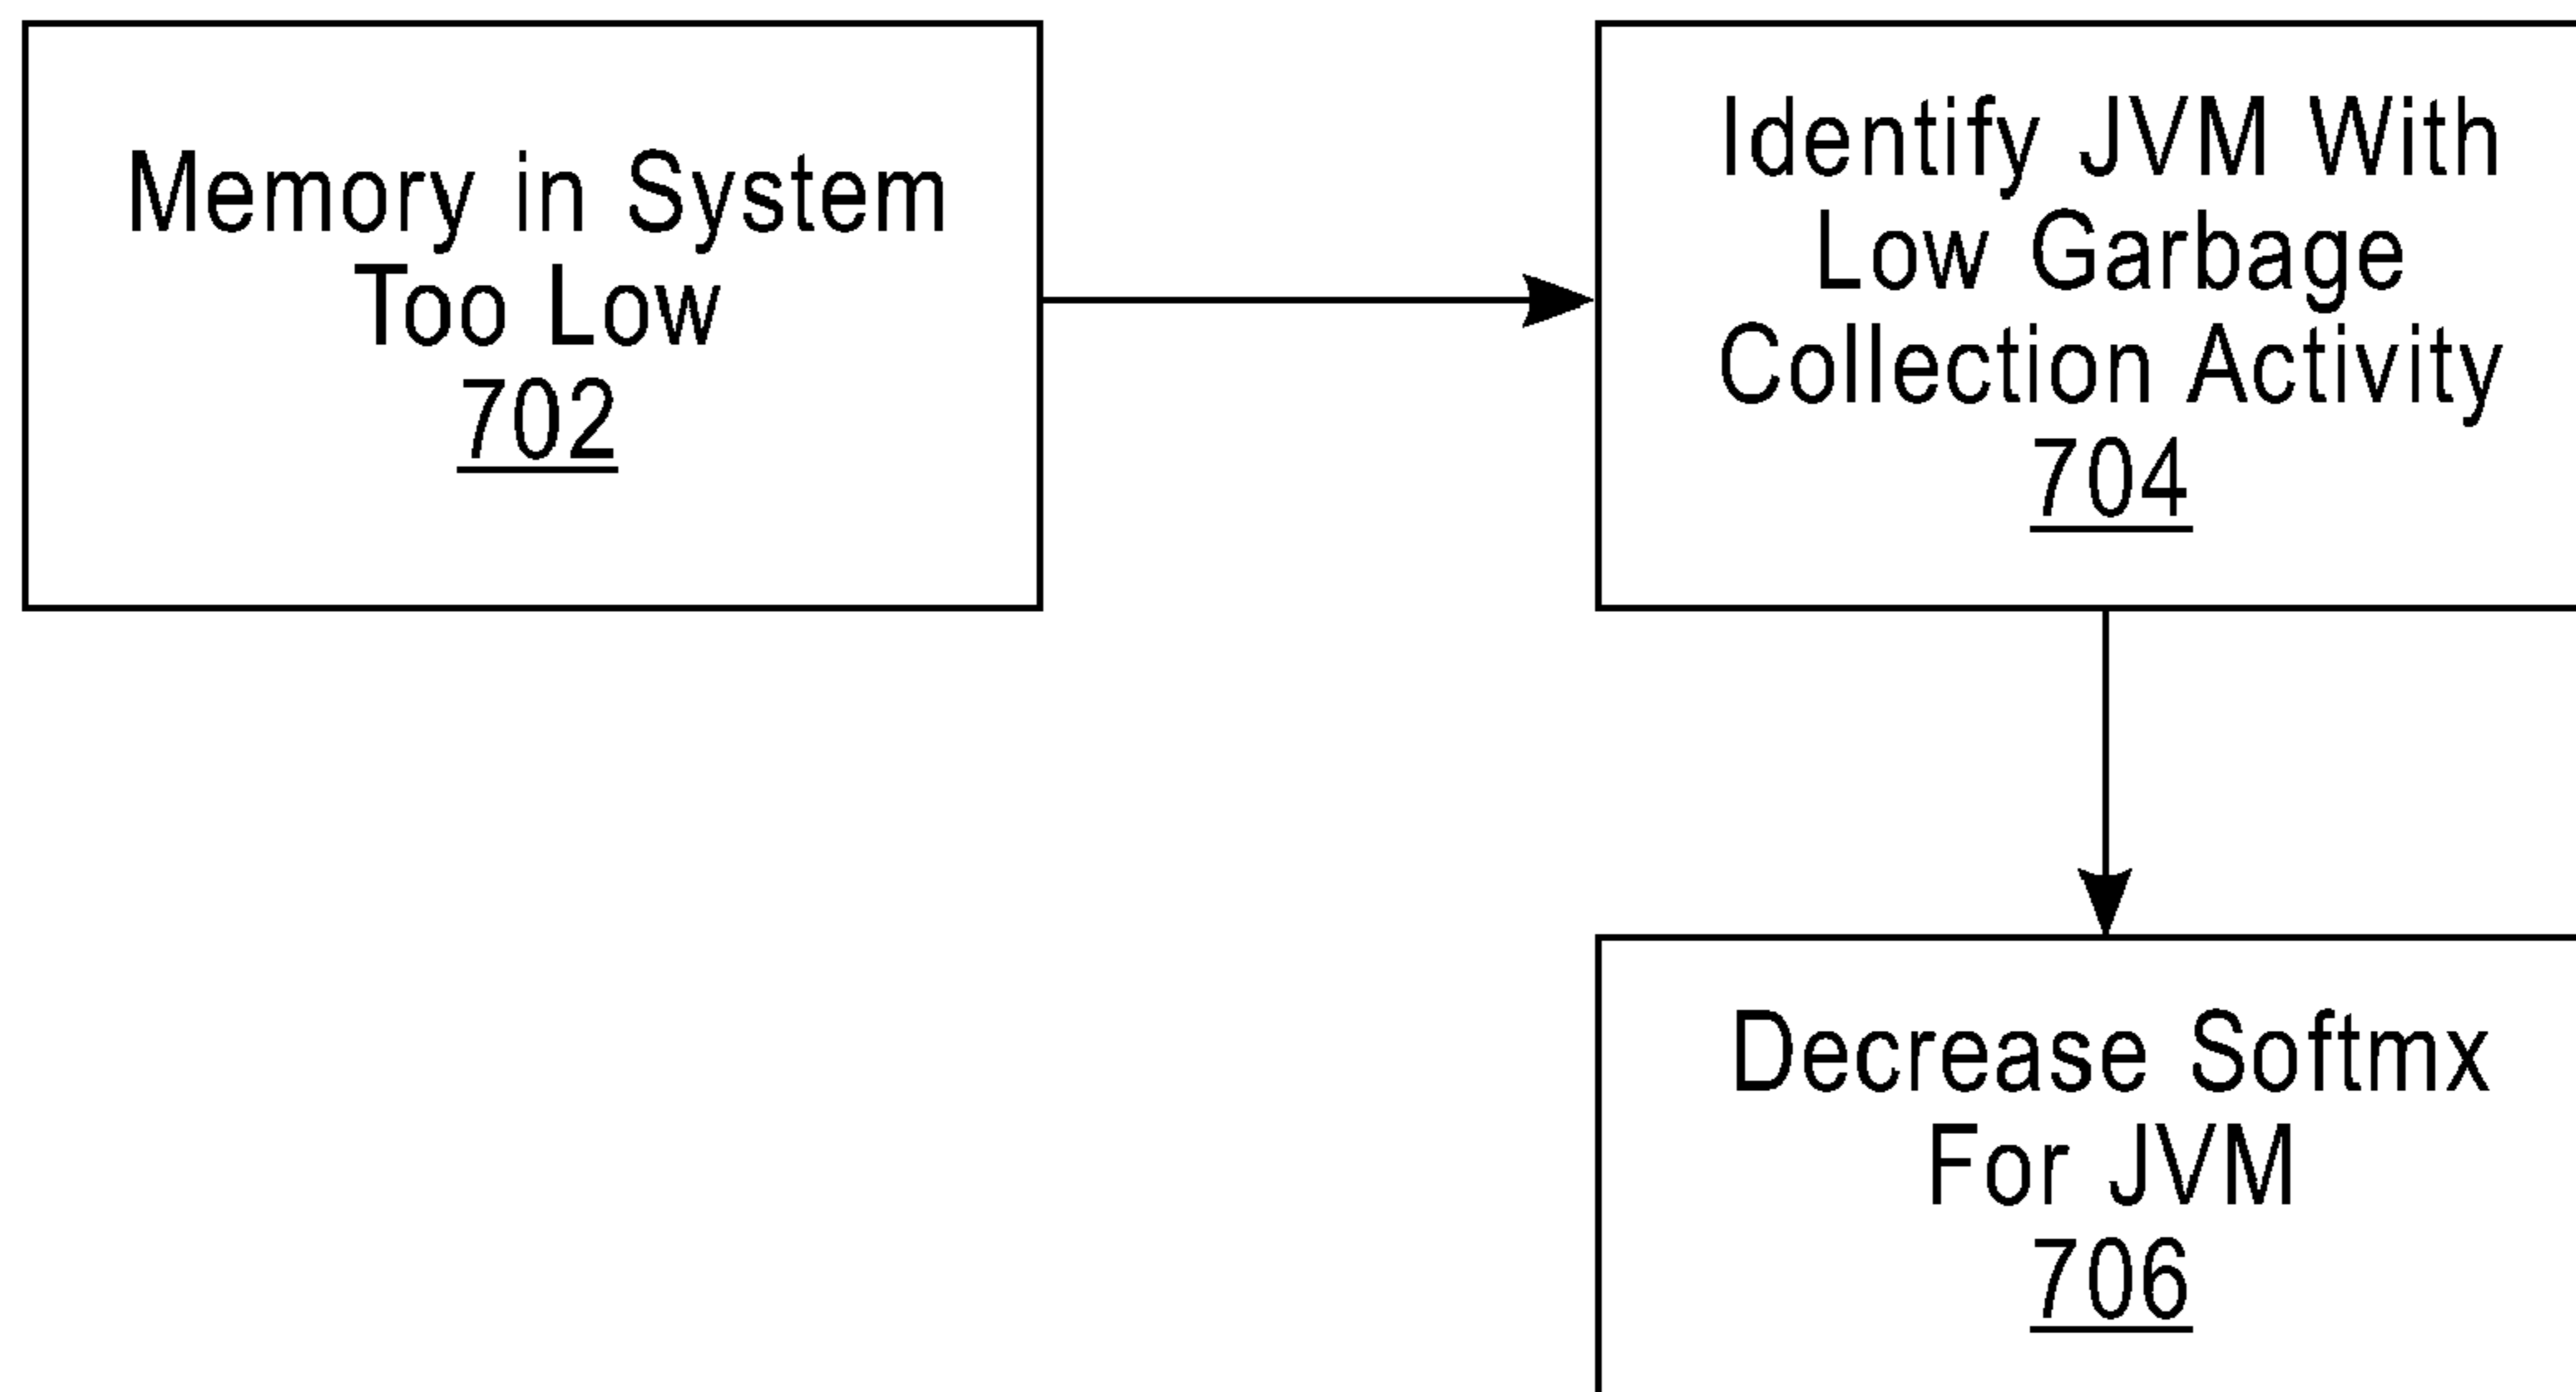 Memory in System
Too Low
702
Identify JVM With
Low Garbage
Collection Activity
704
Decrease Softmx
For JVM
706